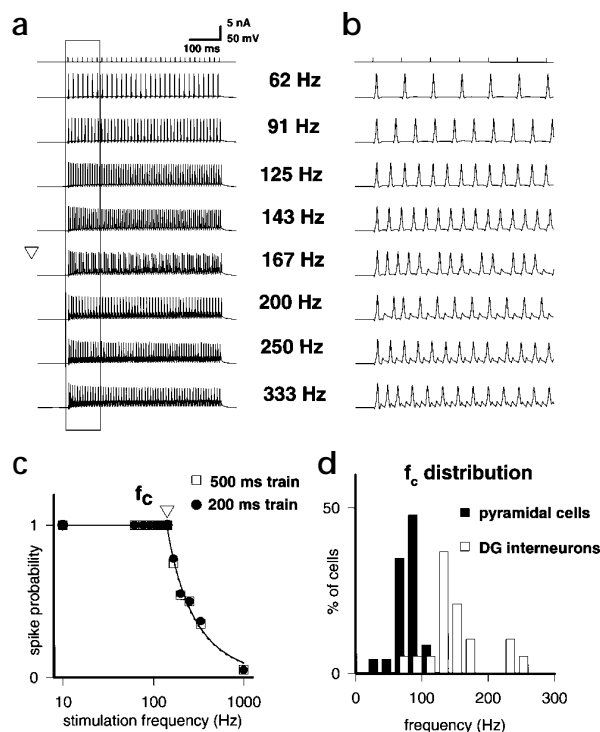 a
5 nA
50 mV
100 ms
b
62 Hz
91 Hz
125 Hz
143 Hz
167 Hz
200 Hz
250 Hz
333 Hz
c
fc
500 ms train
200 ms train
1
0
spike probability
10
100
1000
stimulation frequency (Hz)
d
fc distribution
50
0
% of cells
pyramidal cells
DG interneurons
0
100
200
300
frequency (Hz)